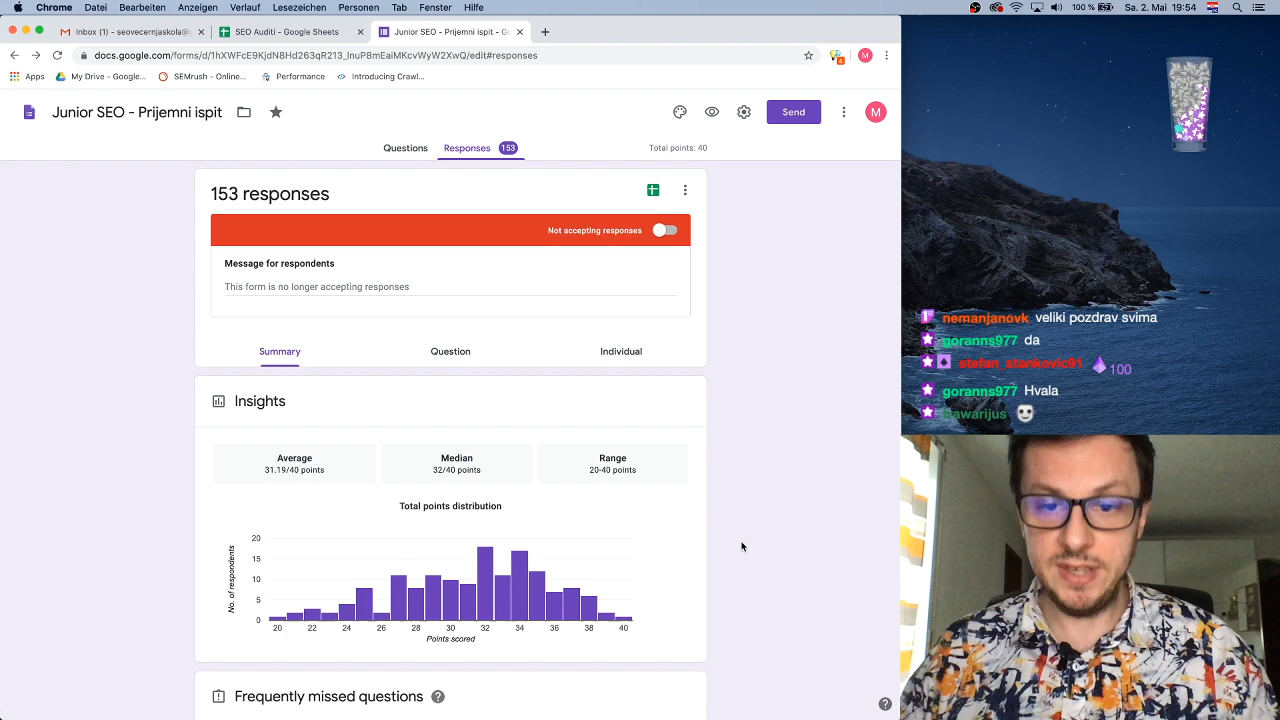 Chrome Datei Bearbeiten Anzeigen Verlauf Lesezeichen Personen Tab Fenster Hilfe 100 % Sa. 2. Mai 19:54
Inbox (1) - seovecernjaskola@g
SEO Auditi - Google Sheets
Junior SEO - Prijemni ispit - Go
docs.google.com/forms/d/1hXWFcE9KjdN8Hd263qR213_lnuP8mEaiMKcvWyW2XwQ/edit#responses
4
M
Apps My Drive - Google... SEMrush - Online... Performance Introducing Crawl...
Junior SEO - Prijemni ispit
Send
M
Questions Responses 153 Total points: 40
153 responses
Not accepting responses
Message for respondents
This form is no longer accepting responses
Summary Question Individual
Insights
Average Median Range
31.19/40 points 32/40 points 20-40 points
Total points distribution
No. of respondents
20
15
10
5
0
20 22 24 26 28 30 32 34 36 38 40
Points scored
Frequently missed questions
nemanjanovk veliki pozdrav svima
goranns977 da
stefan_stankovic91 100
goranns977 Hvala